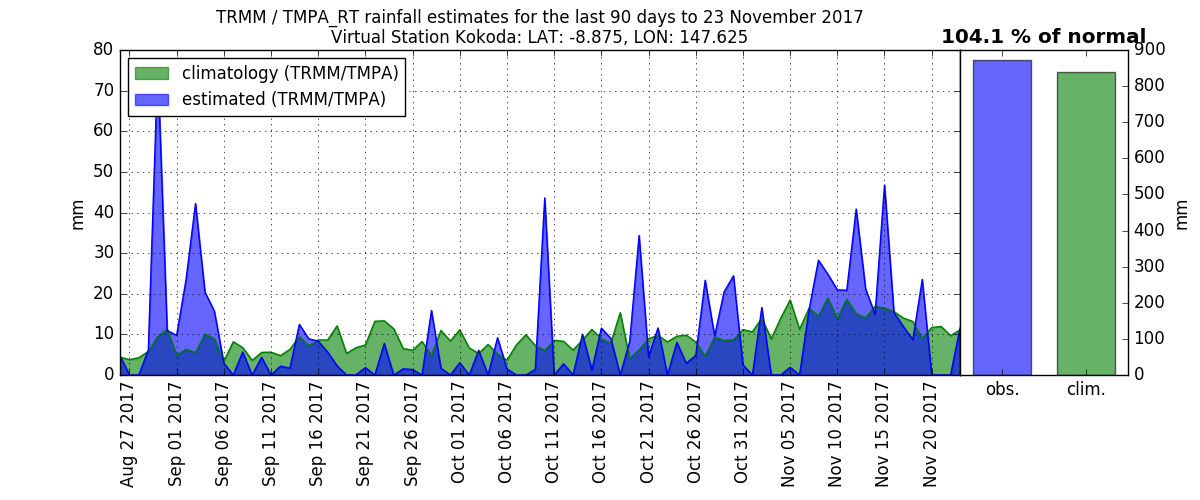 TRMM / TMPA_RT rainfall estimates for the last 90 days to 23 November 2017
Virtual Station Kokoda: LAT: -8.875, LON: 147.625
104.1 % of normal
climatology (TRMM/TMPA)
estimated (TRMM/TMPA)
80
70
60
50
40
30
20
10
0
mm
900
800
700
600
500
400
300
200
100
0
mm
obs.
clim.
Aug 27 2017
Sep 01 2017
Sep 06 2017
Sep 11 2017
Sep 16 2017
Sep 21 2017
Sep 26 2017
Oct 01 2017
Oct 06 2017
Oct 11 2017
Oct 16 2017
Oct 21 2017
Oct 26 2017
Oct 31 2017
Nov 05 2017
Nov 10 2017
Nov 15 2017
Nov 20 2017